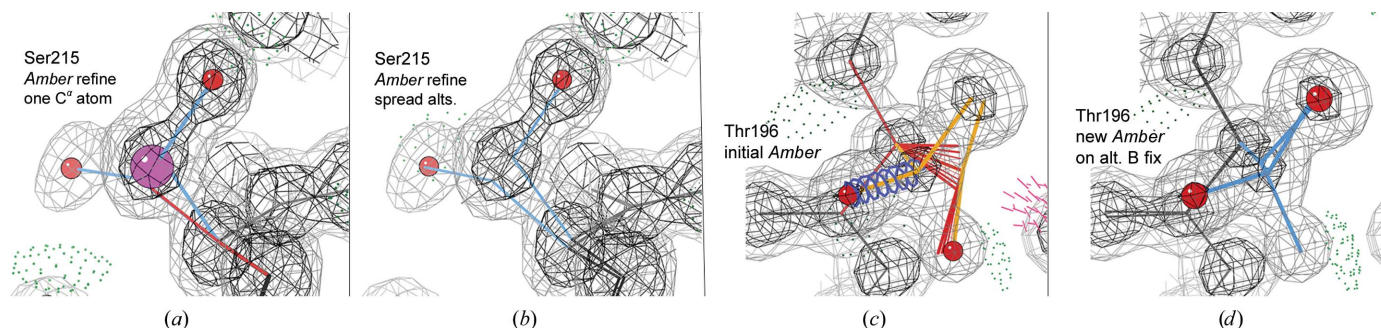 Ser215
Amber refine
one Cα atom
Ser215
Amber refine
spread alts.
Thr196
initial Amber
Thr196
new Amber
on alt. B fix
(a)
(b)
(c)
(d)